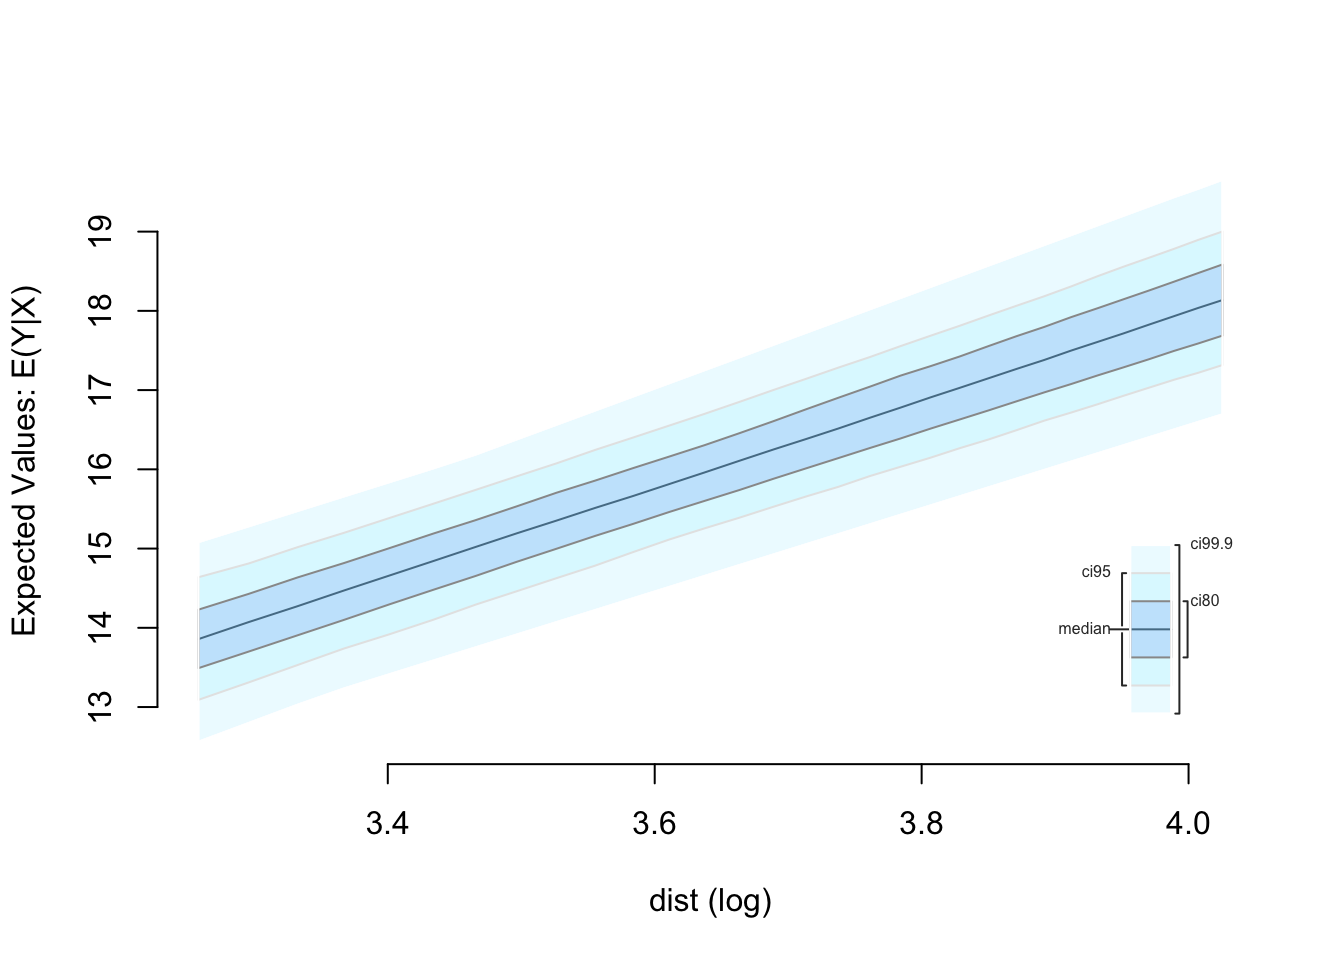 Expected Values: E(Y|X)
19
18
17
16
15
14
13
ci99.9
ci95
ci80
median
3.4 3.6 3.8 4.0
dist (log)